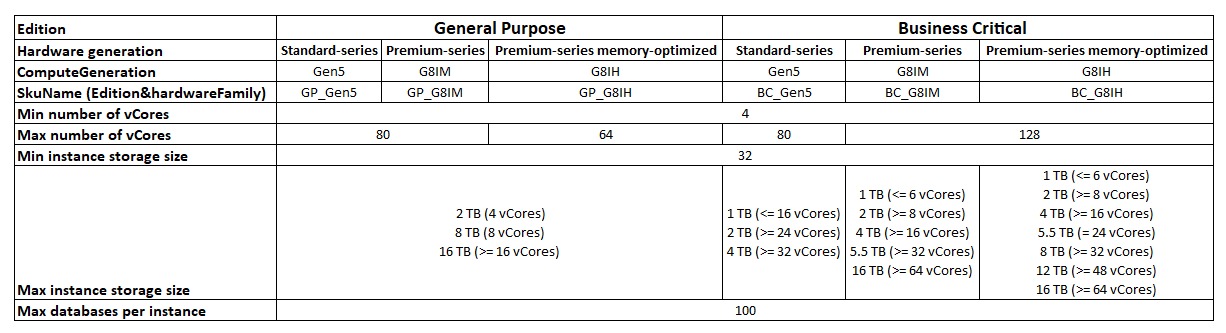 Edition General Purpose Business Critical
Hardware generation Standard-series Premium-series Premium-series memory-optimized Standard-series Premium-series Premium-series memory-optimized
ComputeGeneration Gen5 G8IM G8IH Gen5 G8IM G8IH
SkuName (Edition&hardwareFamily) GP_Gen5 GP_G8IM GP_G8IH BC_Gen5 BC_G8IM BC_G8IH
Min number of vCores 4
Max number of vCores 80 64 80 128
Min instance storage size 32
Max instance storage size
2 TB (4 vCores)
8 TB (8 vCores)
16 TB (>= 16 vCores)
1 TB (<= 16 vCores)
2 TB (>= 24 vCores)
4 TB (>= 32 vCores)
1 TB (<= 6 vCores)
2 TB (>= 8 vCores)
4 TB (>= 16 vCores)
5.5 TB (>= 32 vCores)
16 TB (>= 64 vCores)
1 TB (<= 6 vCores)
2 TB (>= 8 vCores)
4 TB (>= 16 vCores)
5.5 TB (= 24 vCores)
8 TB (>= 32 vCores)
12 TB (>= 48 vCores)
16 TB (>= 64 vCores)
Max databases per instance 100